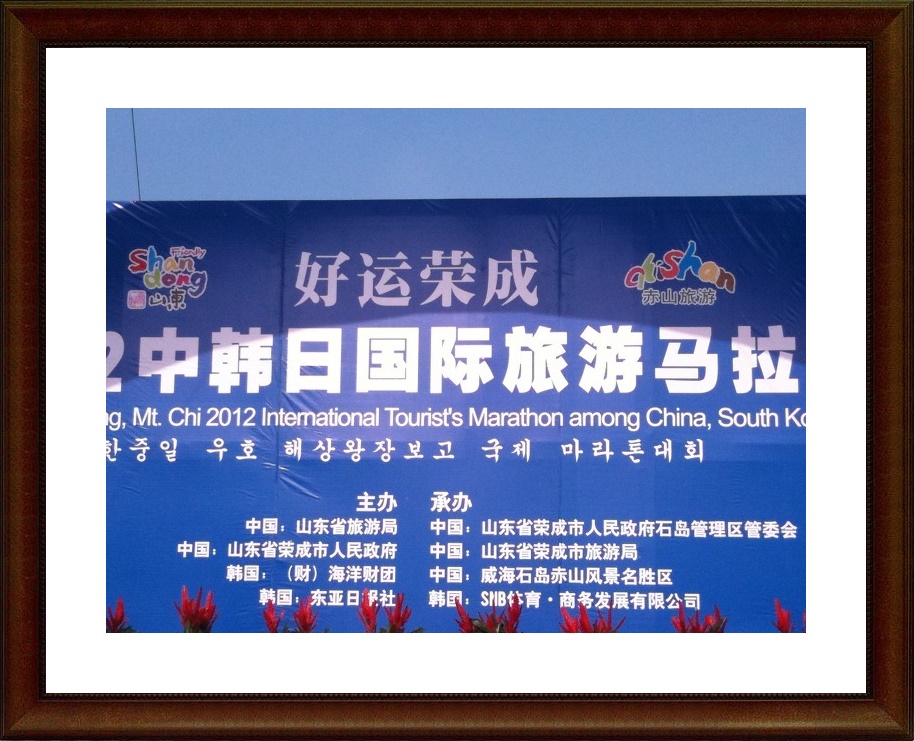 Friendly
Shan
dong
山東
好运荣成
chiShan
赤山旅游
2中韩日国际旅游马拉
ng, Mt. Chi 2012 International Tourist's Marathon among China, South Ko
한중일 우호 해상왕장보고 국제 마라톤대회
主办
中国：山东省旅游局
中国：山东省荣成市人民政府
韩国：（财）海洋财团
韩国：东亚日报社
承办
中国：山东省荣成市人民政府石岛管理区管委会
中国：山东省荣成市旅游局
中国：威海石岛赤山风景名胜区
韩国：SMB体育·商务发展有限公司